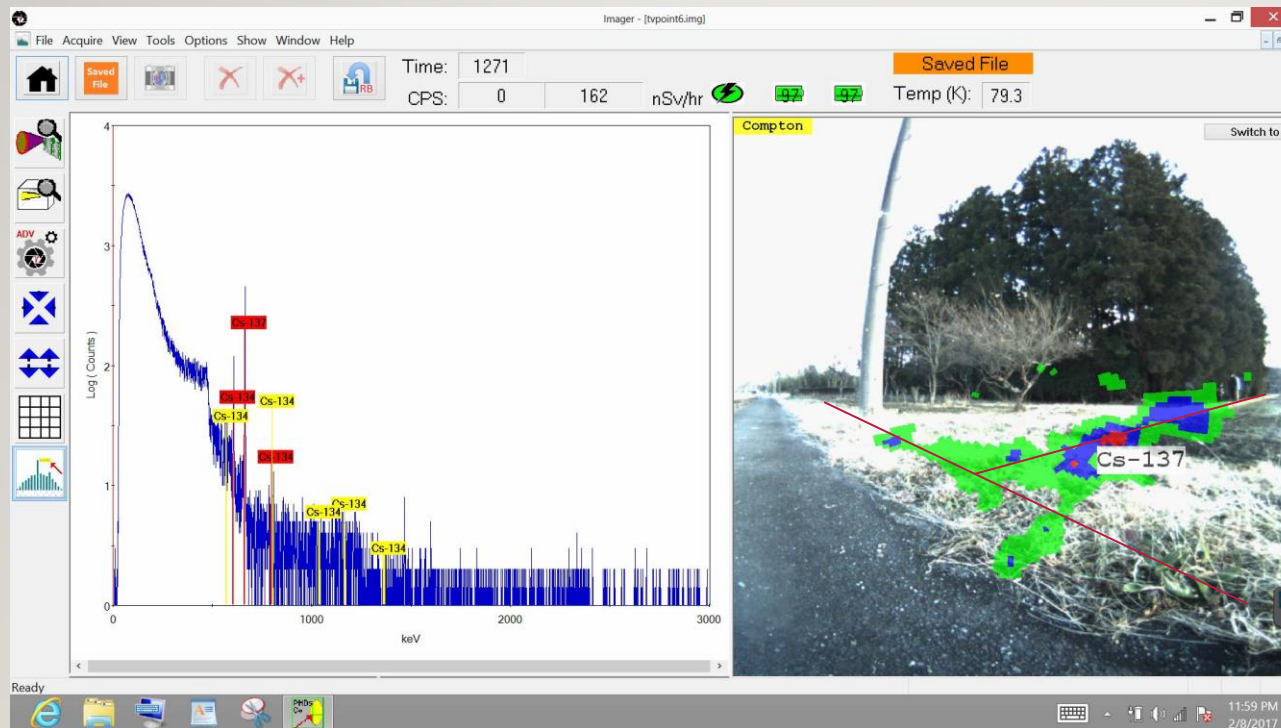 Imager - [tvpoint6.img]
File Acquire View Tools Options Show Window Help
Saved File
RB
Time: 1271
CPS: 0 162 nSv/hr
97 97
Saved File
Temp (K): 79.3
ADV
Log ( Counts )
4
3
2
1
0
Cs-137
Cs-134
Cs-134
Cs-134
Cs-134
Cs-134
Cs-134
Cs-134
0 1000 2000 3000
keV
Compton
Switch to
Cs-137
Ready
PHDs
11:59 PM
2/8/201